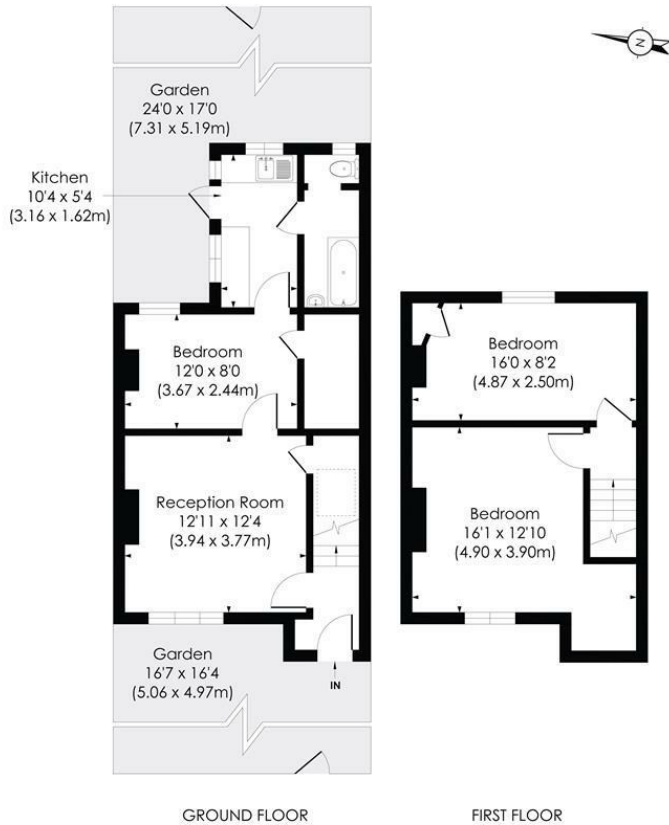 N
Garden
24'0 x 17'0
(7.31 x 5.19m)
Kitchen
10'4 x 5'4
(3.16 x 1.62m)
Bedroom
12'0 x 8'0
(3.67 x 2.44m)
Reception Room
12'11 x 12'4
(3.94 x 3.77m)
Garden
16'7 x 16'4
(5.06 x 4.97m)
IN
Bedroom
16'0 x 8'2
(4.87 x 2.50m)
Bedroom
16'1 x 12'10
(4.90 x 3.90m)
GROUND FLOOR
FIRST FLOOR